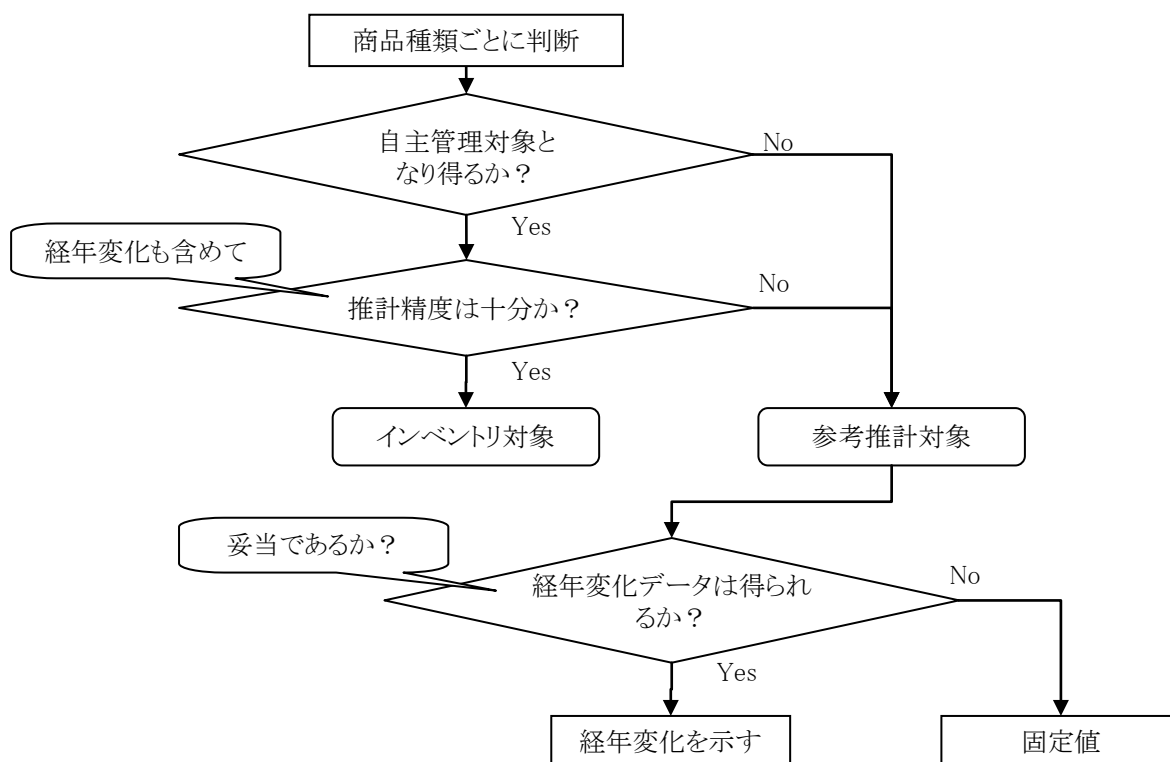 商品種類ごとに判断
自主管理対象と
なり得るか？
No
Yes
経年変化も含めて
推計精度は十分か？
No
Yes
インベントリ対象
参考推計対象
妥当であるか？
経年変化データは得られ
るか？
No
Yes
経年変化を示す
固定値